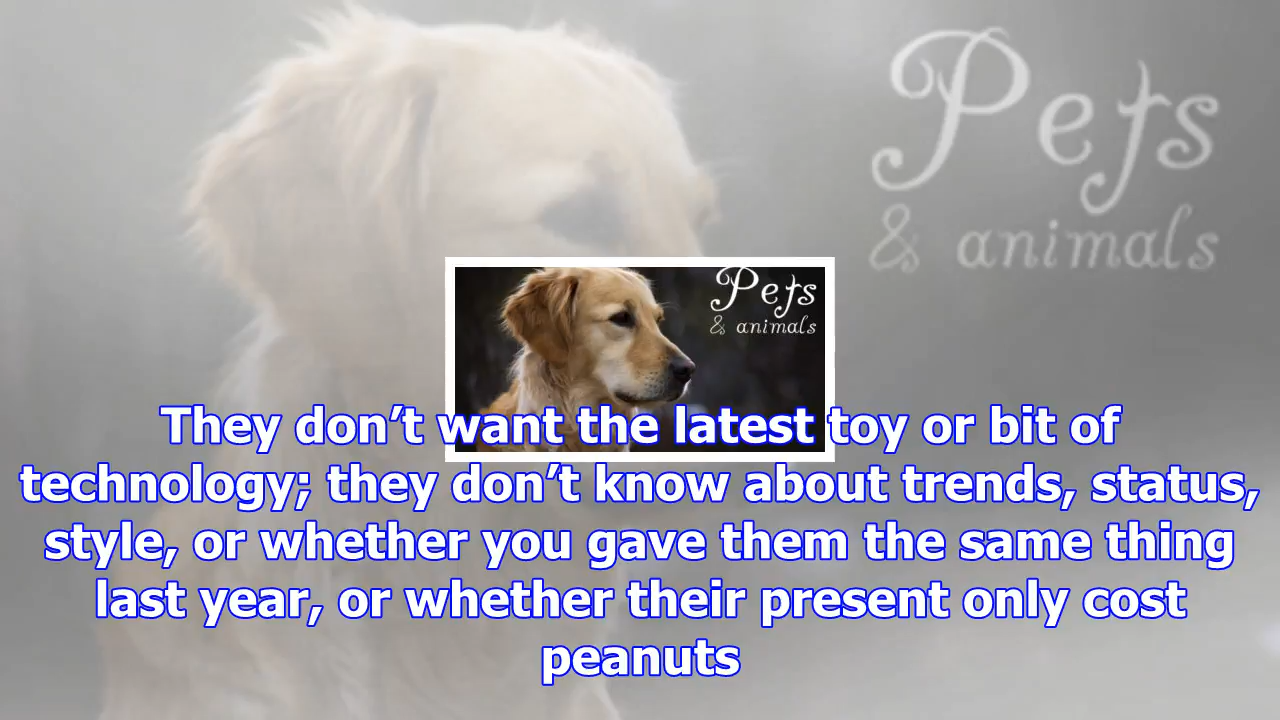 Pets
& animals
Pets
& animals
They don’t want the latest toy or bit of
technology; they don’t know about trends, status,
style, or whether you gave them the same thing
last year, or whether their present only cost
peanuts